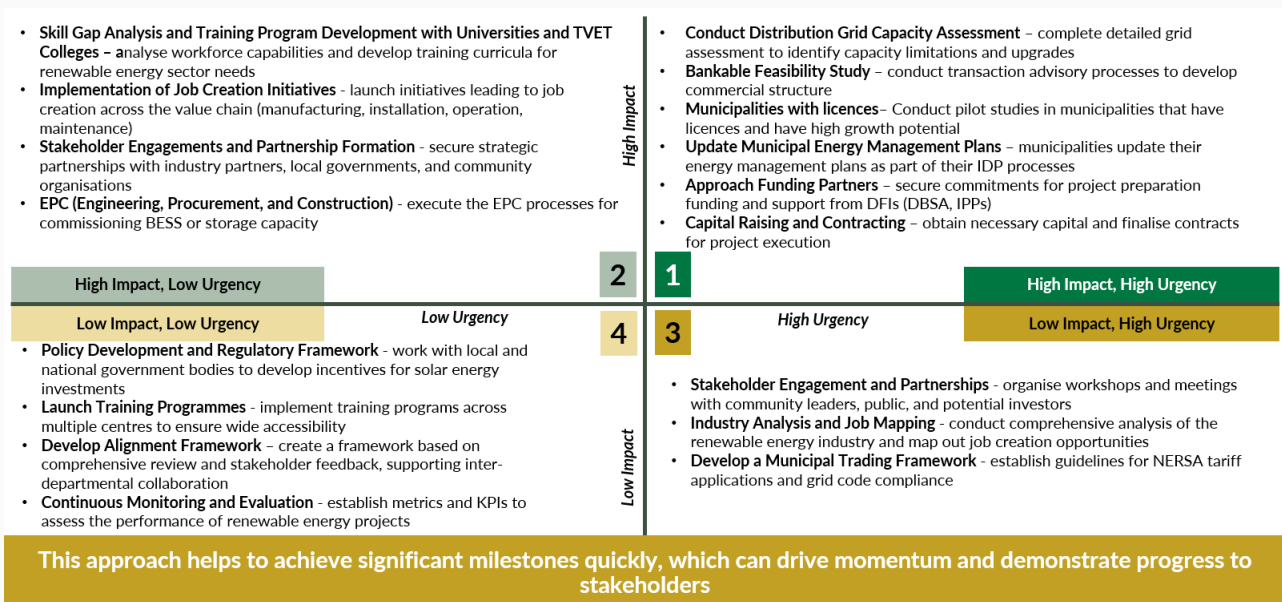 • Skill Gap Analysis and Training Program Development with Universities and TVET
Colleges – analyse workforce capabilities and develop training curricula for
renewable energy sector needs
• Implementation of Job Creation Initiatives - launch initiatives leading to job
creation across the value chain (manufacturing, installation, operation,
maintenance)
• Stakeholder Engagements and Partnership Formation - secure strategic
partnerships with industry partners, local governments, and community
organisations
• EPC (Engineering, Procurement, and Construction) - execute the EPC processes for
commissioning BESS or storage capacity
High Impact
• Conduct Distribution Grid Capacity Assessment – complete detailed grid
assessment to identify capacity limitations and upgrades
• Bankable Feasibility Study – conduct transaction advisory processes to develop
commercial structure
• Municipalities with licences– Conduct pilot studies in municipalities that have
licences and have high growth potential
• Update Municipal Energy Management Plans – municipalities update their
energy management plans as part of their IDP processes
• Approach Funding Partners – secure commitments for project preparation
funding and support from DFIs (DBSA, IPPs)
• Capital Raising and Contracting – obtain necessary capital and finalise contracts
for project execution
High Impact, Low Urgency
2
1
High Impact, High Urgency
Low Impact, Low Urgency
Low Urgency
4
3
High Urgency
Low Impact, High Urgency
• Policy Development and Regulatory Framework - work with local and
national government bodies to develop incentives for solar energy
investments
• Launch Training Programmes - implement training programs across
multiple centres to ensure wide accessibility
• Develop Alignment Framework – create a framework based on
comprehensive review and stakeholder feedback, supporting inter-
departmental collaboration
• Continuous Monitoring and Evaluation - establish metrics and KPIs to
assess the performance of renewable energy projects
Low Impact
• Stakeholder Engagement and Partnerships - organise workshops and meetings
with community leaders, public, and potential investors
• Industry Analysis and Job Mapping - conduct comprehensive analysis of the
renewable energy industry and map out job creation opportunities
• Develop a Municipal Trading Framework - establish guidelines for NERSA tariff
applications and grid code compliance
This approach helps to achieve significant milestones quickly, which can drive momentum and demonstrate progress to
stakeholders